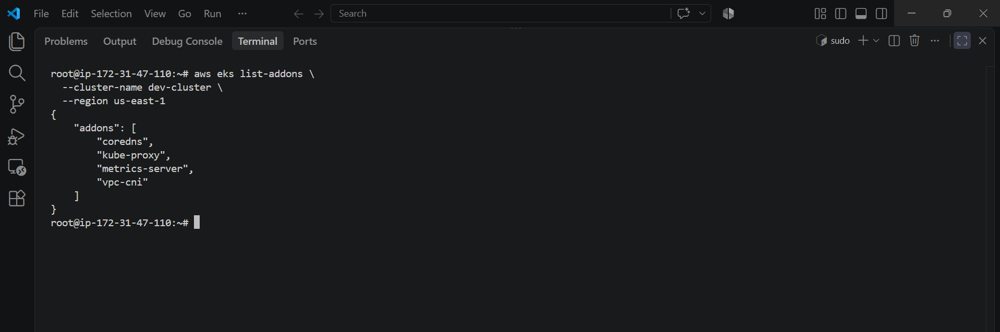 File Edit Selection View Go Run ··· Search
Problems Output Debug Console Terminal Ports sudo
root@ip-172-31-47-110:~# aws eks list-addons \
  --cluster-name dev-cluster \
  --region us-east-1
{
    "addons": [
        "coredns",
        "kube-proxy",
        "metrics-server",
        "vpc-cni"
    ]
}
root@ip-172-31-47-110:~#